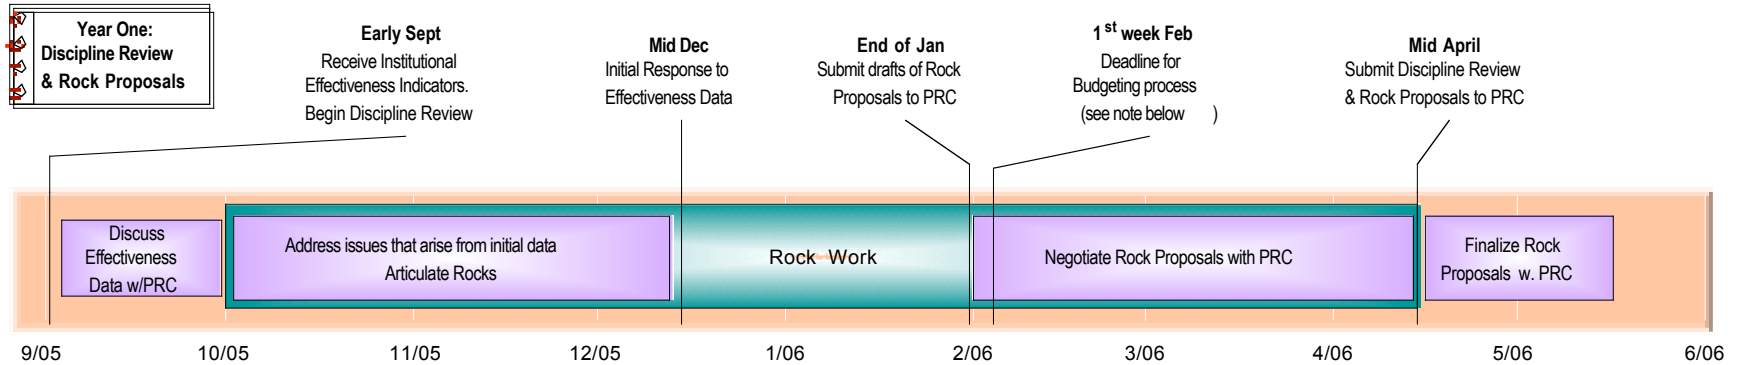 Year One:
Discipline Review
& Rock Proposals
Early Sept
Receive Institutional
Effectiveness Indicators.
Begin Discipline Review
Mid Dec
Initial Response to
Effectiveness Data
End of Jan
Submit drafts of Rock
Proposals to PRC
1st week Feb
Deadline for
Budgeting process
(see note below )
Mid April
Submit Discipline Review
& Rock Proposals to PRC
Discuss
Effectiveness
Data w/PRC
Address issues that arise from initial data
Articulate Rocks
Rock Work
Negotiate Rock Proposals with PRC
Finalize Rock
Proposals w. PRC
9/05 10/05 11/05 12/05 1/06 2/06 3/06 4/06 5/06 6/06